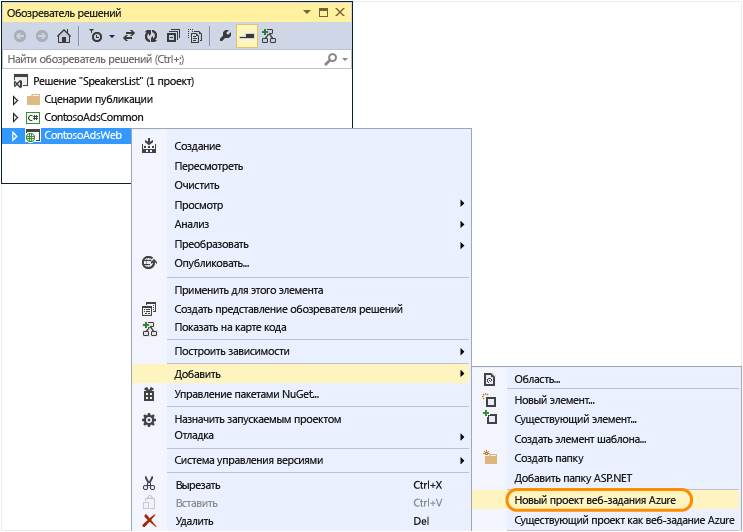 Обозреватель решений
Найти обозреватель решений (Ctrl+;)
Решение "SpeakersList" (1 проект)
Сценарии публикации
C# ContosoAdsCommon
ContosoAdsWeb
Создание
Пересмотреть
Очистить
Просмотр
Анализ
Преобразовать
Опубликовать...
Применить для этого элемента
Создать представление обозревателя решений
Показать на карте кода
Построить зависимости
Добавить
Управление пакетами NuGet...
Назначить запускаемым проектом
Отладка
Система управления версиями
Вырезать Ctrl+X
Вставить Ctrl+V
Удалить Del
Область...
Новый элемент...
Существующий элемент...
Создать элемент шаблона...
Создать папку
Добавить папку ASP.NET
Новый проект веб-задания Azure
Существующий проект как веб-задание Azure